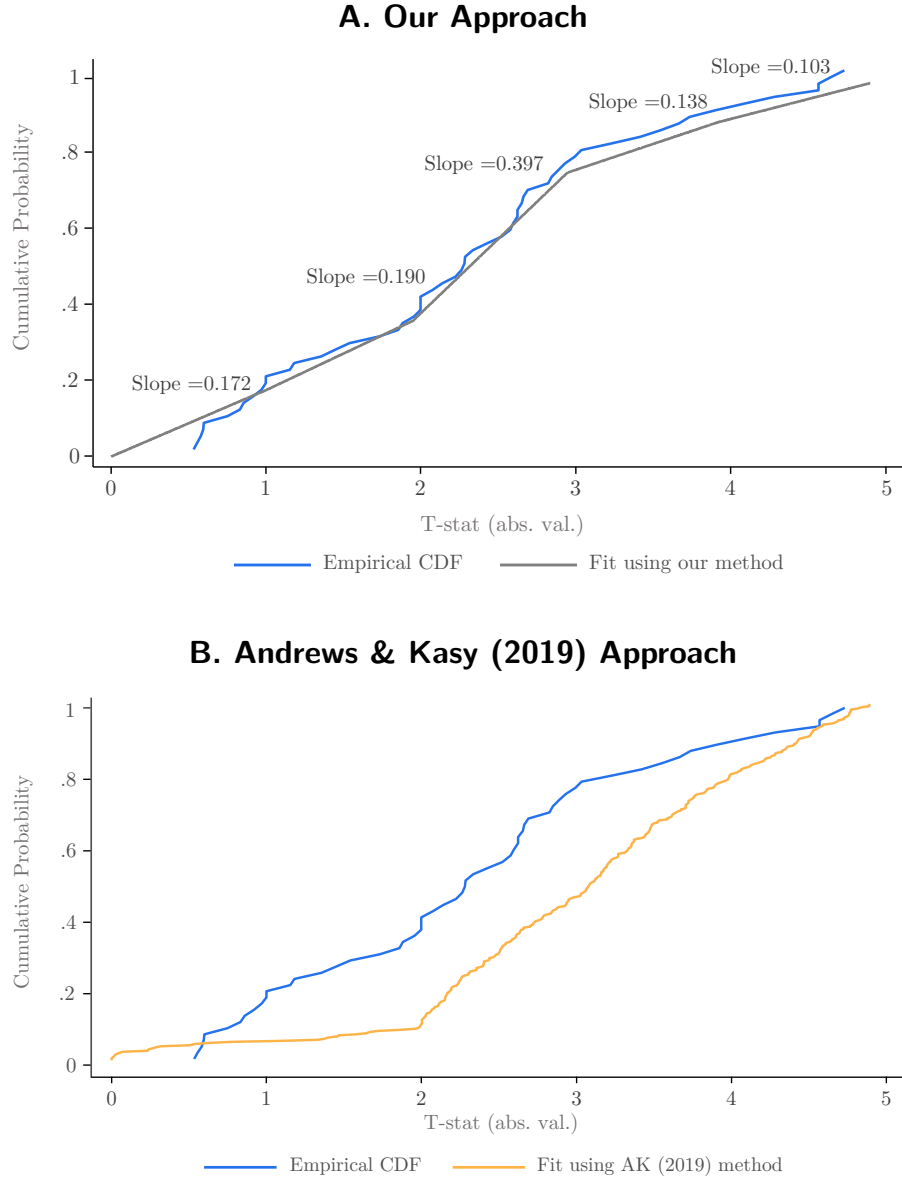 A. Our Approach
Cumulative Probability
1
.8
.6
.4
.2
0
Slope =0.103
Slope =0.138
Slope =0.397
Slope =0.190
Slope =0.172
0 1 2 3 4 5
T-stat (abs. val.)
Empirical CDF Fit using our method
B. Andrews & Kasy (2019) Approach
Cumulative Probability
1
.8
.6
.4
.2
0
0 1 2 3 4 5
T-stat (abs. val.)
Empirical CDF Fit using AK (2019) method